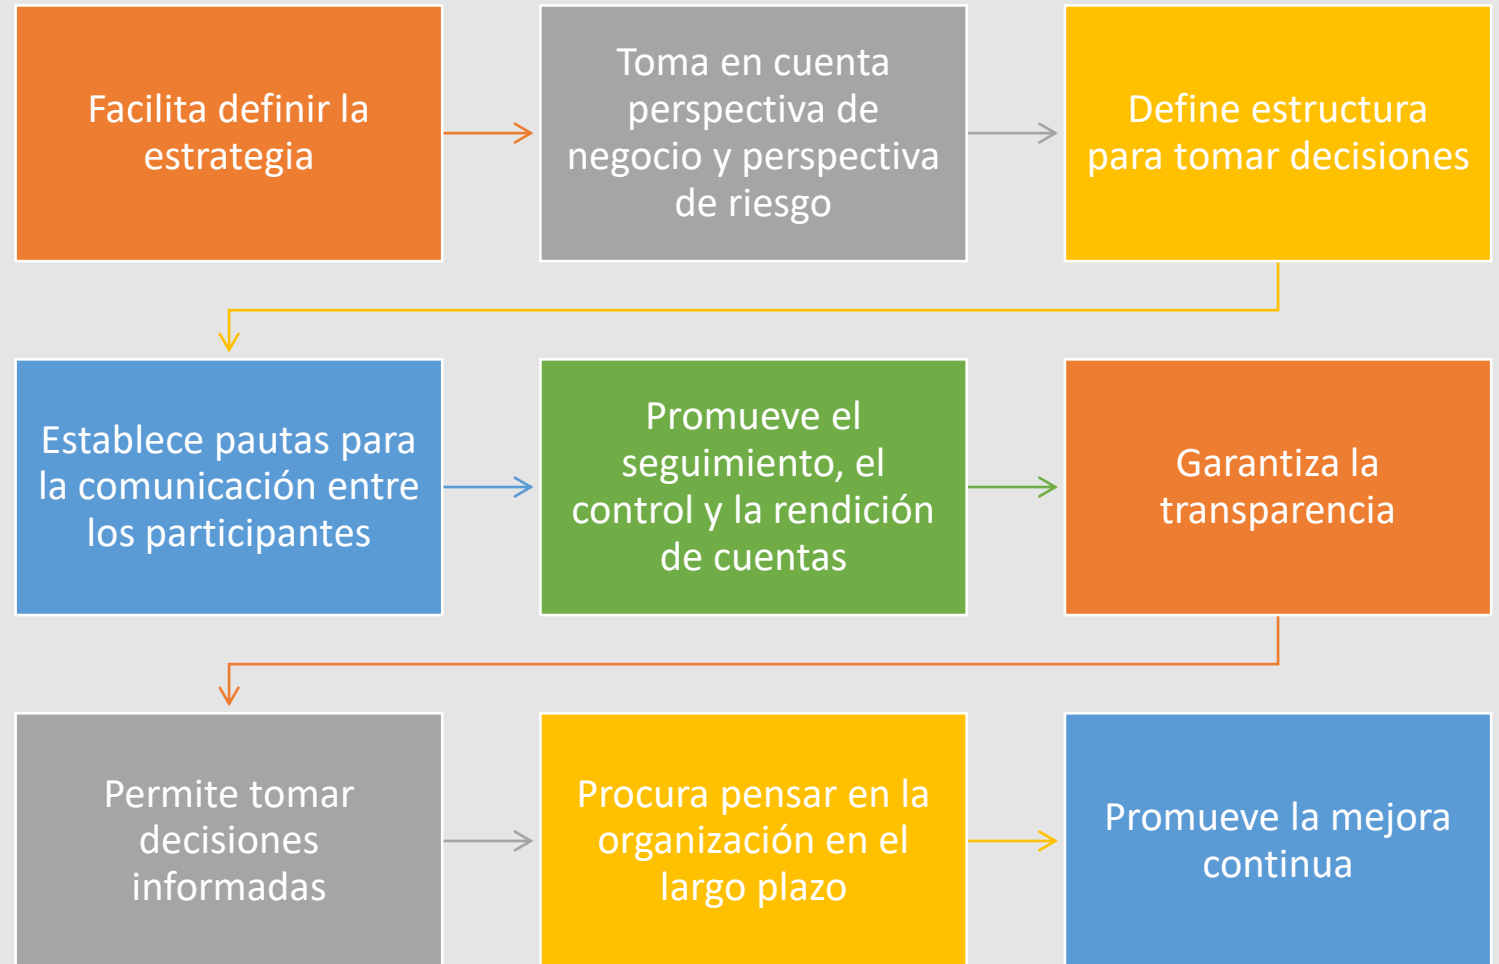 Facilita definir la
estrategia
Toma en cuenta
perspectiva de
negocio y perspectiva
de riesgo
Define estructura
para tomar decisiones
Establece pautas para
la comunicación entre
los participantes
Promueve el
seguimiento, el
control y la rendición
de cuentas
Garantiza la
transparencia
Permite tomar
decisiones
informadas
Procura pensar en la
organización en el
largo plazo
Promueve la mejora
continua